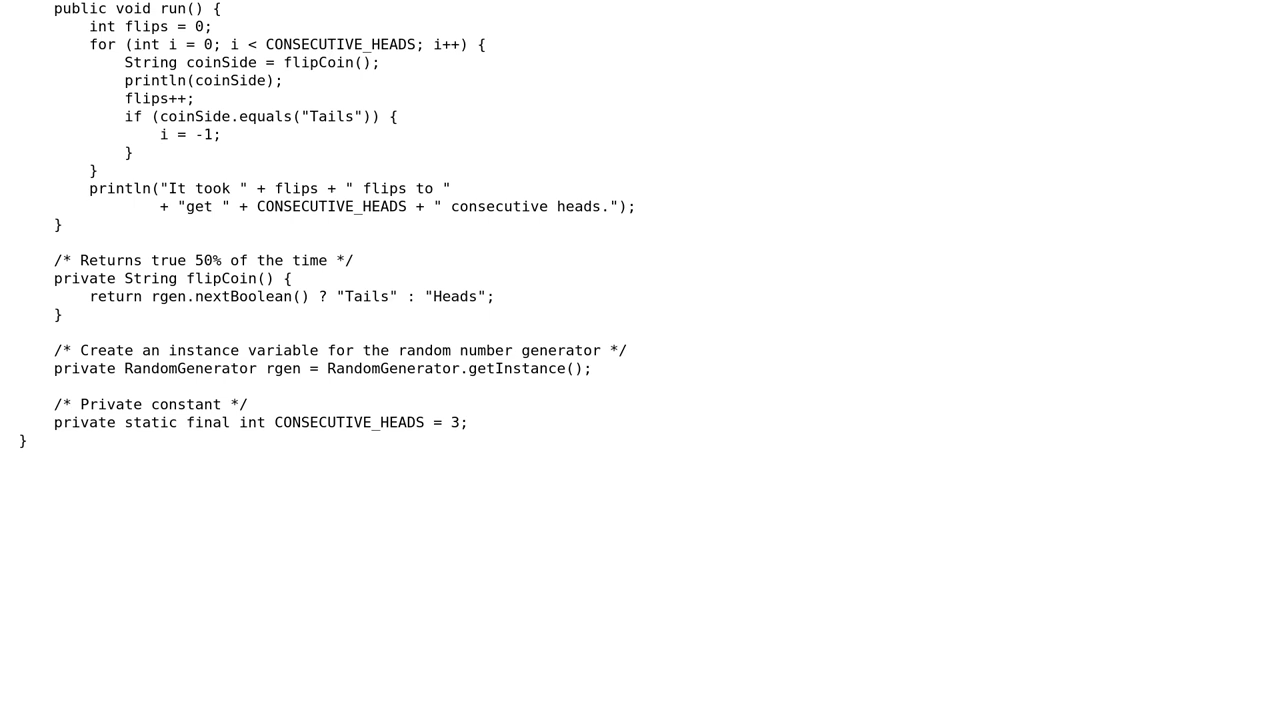 public void run() {
int flips = 0;
for (int i = 0; i < CONSECUTIVE_HEADS; i++) {
String coinSide = flipCoin();
println(coinSide);
flips++;
if (coinSide.equals("Tails")) {
i = -1;
}
}
println("It took " + flips + " flips to "
+ "get " + CONSECUTIVE_HEADS + " consecutive heads.");
}
/* Returns true 50% of the time */
private String flipCoin() {
return rgen.nextBoolean() ? "Tails" : "Heads";
}
/* Create an instance variable for the random number generator */
private RandomGenerator rgen = RandomGenerator.getInstance();
/* Private constant */
private static final int CONSECUTIVE_HEADS = 3;
}